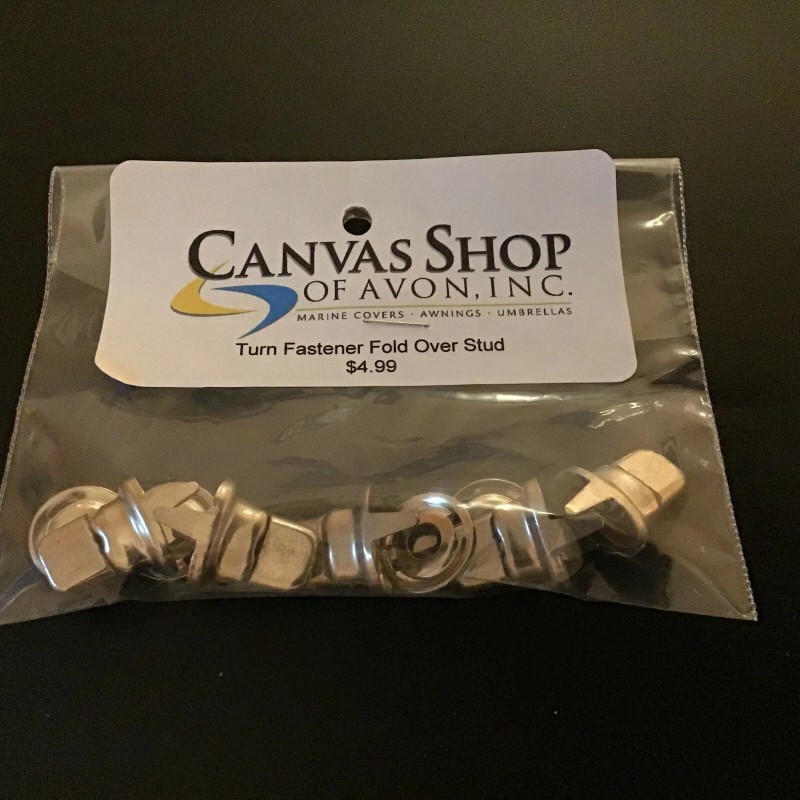 CANVAS SHOP
OF AVON, INC.
MARINE COVERS · AWNINGS · UMBRELLAS
Turn Fastener Fold Over Stud
$4.99